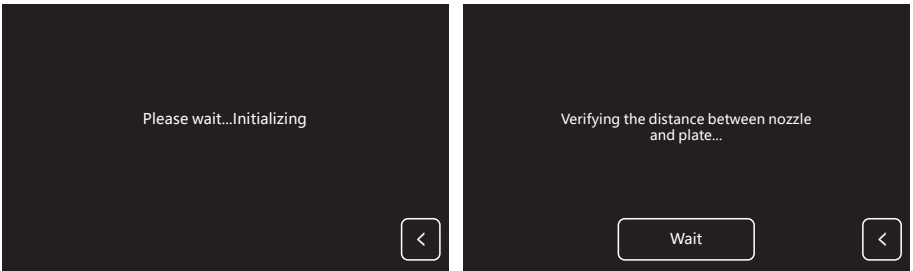 Please wait...Initializing
<
Verifying the distance between nozzle
and plate...
Wait
<